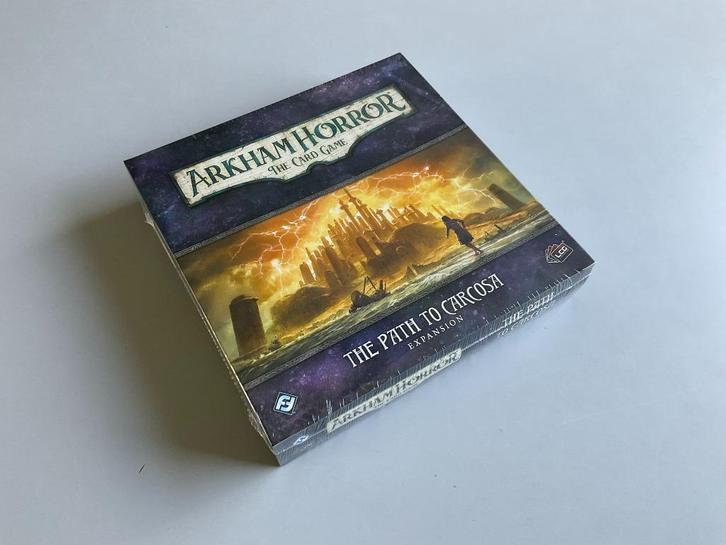 ARKHAM HORROR
THE CARD GAME
LCG
THE PATH TO CARCOSA
EXPANSION
ARKHAM HORROR
THE PATH
TO CARCOSA